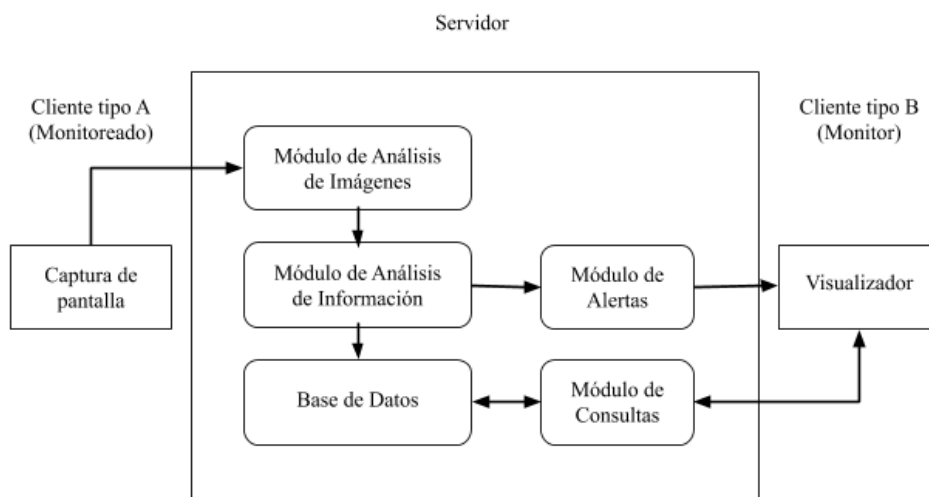 Servidor
Cliente tipo A
(Monitoreado)
Cliente tipo B
(Monitor)
Módulo de Análisis
de Imágenes
Captura de
pantalla
Módulo de Análisis
de Información
Módulo de
Alertas
Visualizador
Base de Datos
Módulo de
Consultas